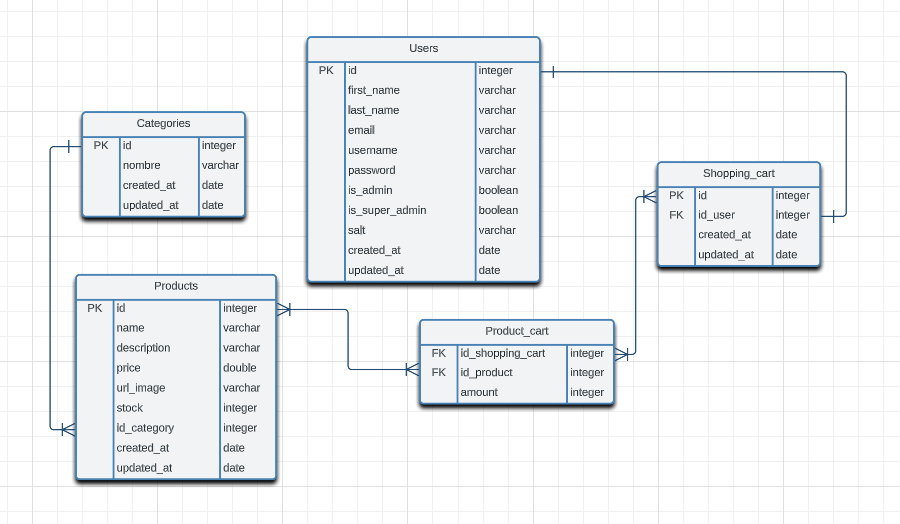 Users
PK id integer
first_name varchar
last_name varchar
email varchar
username varchar
password varchar
is_admin boolean
is_super_admin boolean
salt varchar
created_at date
updated_at date
Categories
PK id integer
nombre varchar
created_at date
updated_at date
Shopping_cart
PK id integer
FK id_user integer
created_at date
updated_at date
Products
PK id integer
name varchar
description varchar
price double
url_image varchar
stock integer
id_category integer
created_at date
updated_at date
Product_cart
FK id_shopping_cart integer
FK id_product integer
amount integer